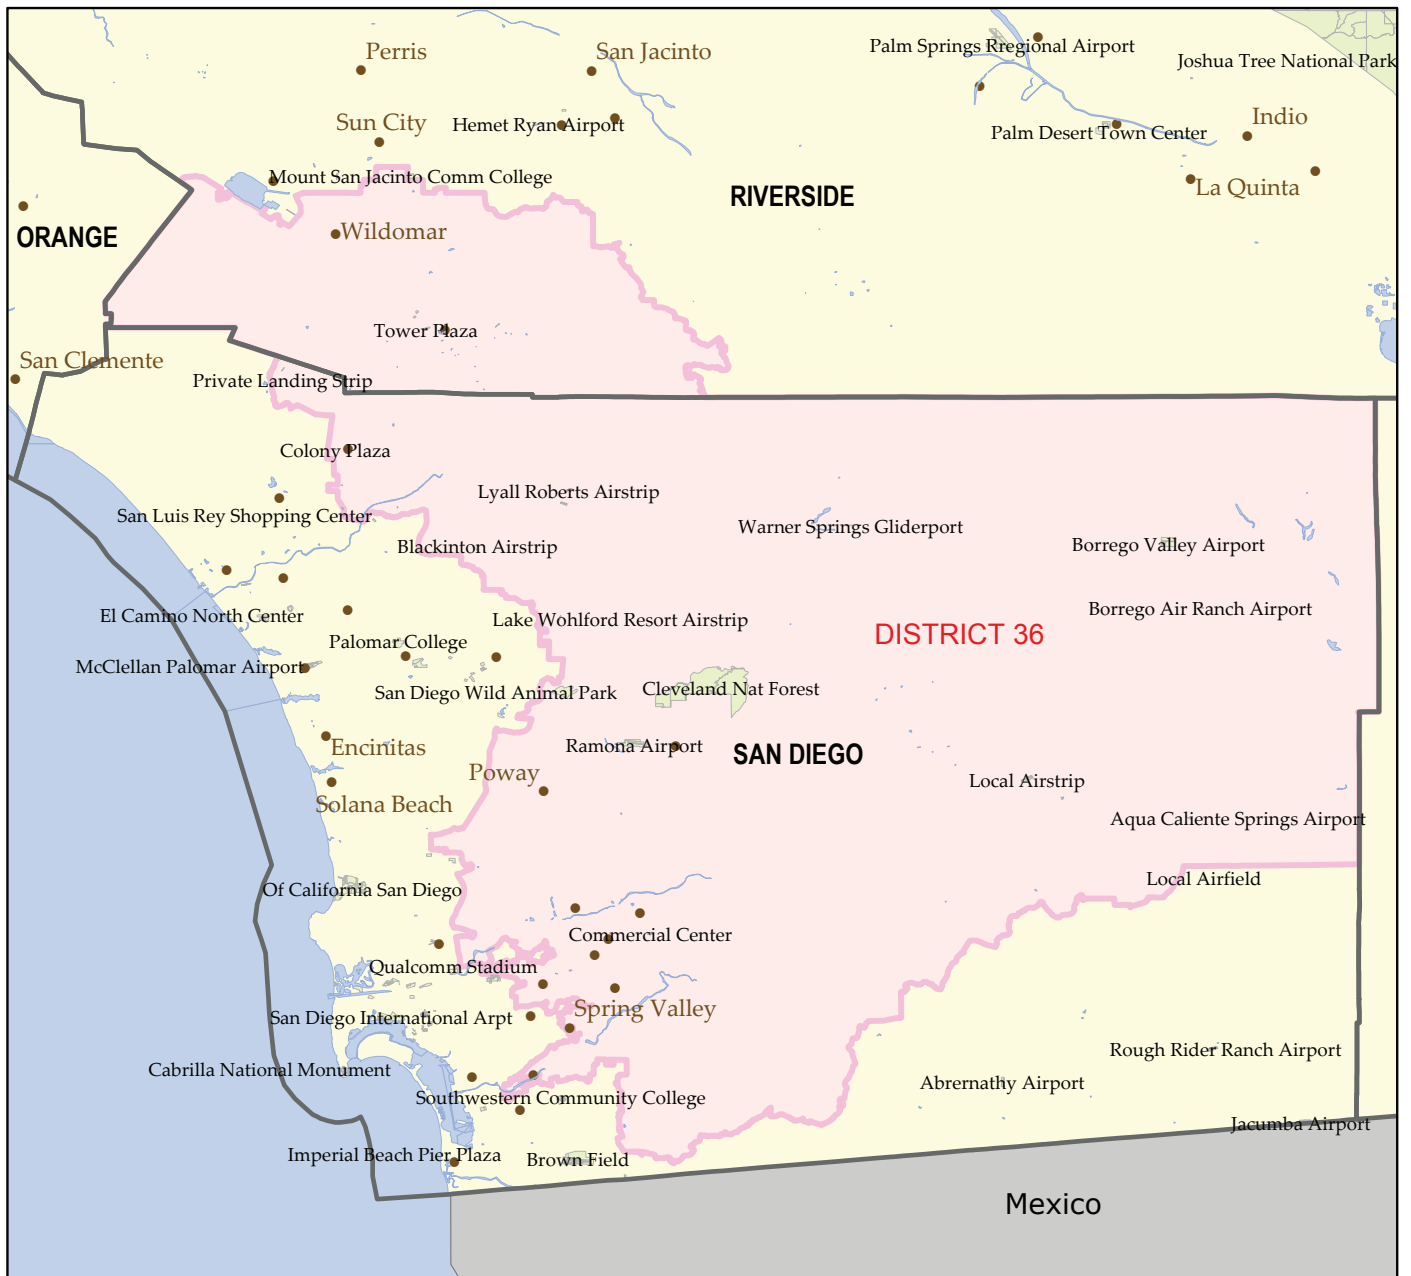 Perris
San Jacinto
Palm Springs Rregional Airport
Joshua Tree National Park
Sun City
Hemet Ryan Airport
Palm Desert Town Center
Indio
Mount San Jacinto Comm College
RIVERSIDE
La Quinta
ORANGE
Wildomar
Tower Plaza
San Clemente
Private Landing Strip
Colony Plaza
Lyall Roberts Airstrip
San Luis Rey Shopping Center
Warner Springs Gliderport
Blackinton Airstrip
Borrego Valley Airport
El Camino North Center
Lake Wohlford Resort Airstrip
Borrego Air Ranch Airport
DISTRICT 36
Palomar College
McClellan Palomar Airport
San Diego Wild Animal Park
Cleveland Nat Forest
Encinitas
Ramona Airport
SAN DIEGO
Poway
Local Airstrip
Solana Beach
Aqua Caliente Springs Airport
Of California San Diego
Local Airfield
Commercial Center
Qualcomm Stadium
Spring Valley
San Diego International Arpt
Rough Rider Ranch Airport
Cabrilla National Monument
Abrernathy Airport
Southwestern Community College
Jacumba Airport
Imperial Beach Pier Plaza
Brown Field
Mexico